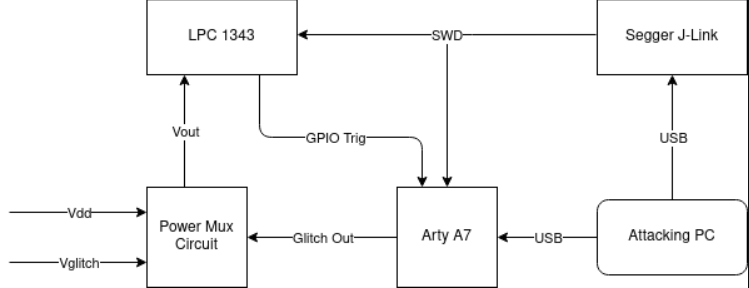 LPC 1343
SWD
Segger J-Link
Vout
GPIO Trig
USB
Vdd
Power Mux
Circuit
Glitch Out
Arty A7
USB
Attacking PC
Vglitch